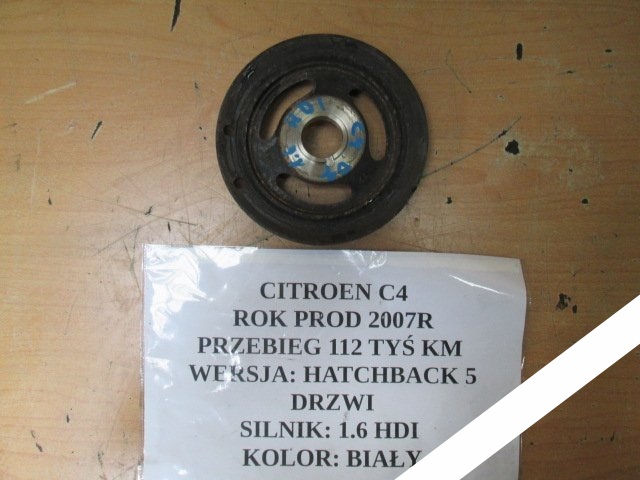 CITROEN C4
ROK PROD 2007R
PRZEBIEG 112 TYŚ KM
WERSJA: HATCHBACK 5
DRZWI
SILNIK: 1.6 HDI
KOLOR: BIAŁY